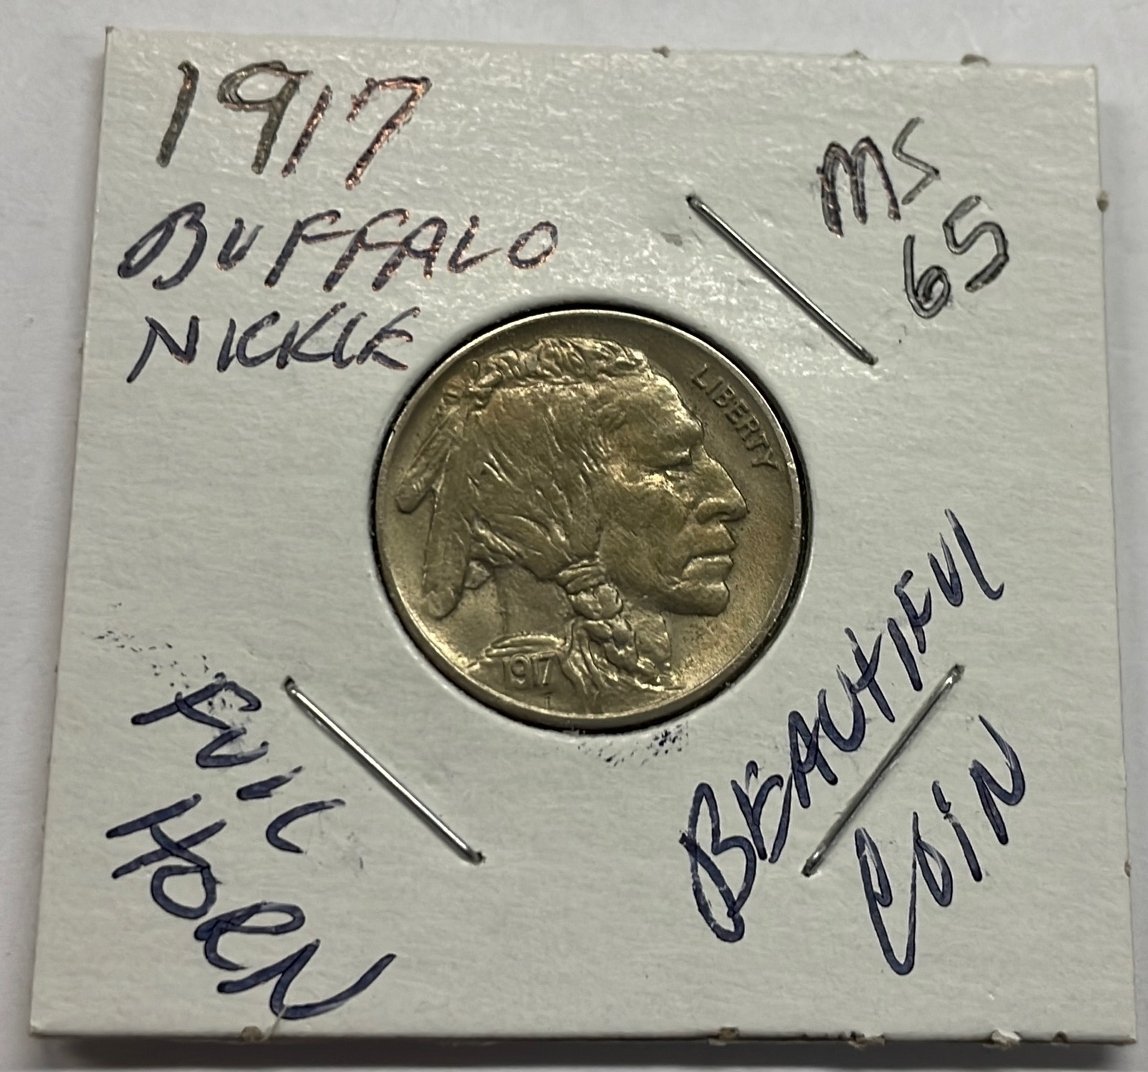 1917
BUFFALO
NICKLE
MS
65
LIBERTY
1917
FULL
HORN
BEAUTIFUL
COIN